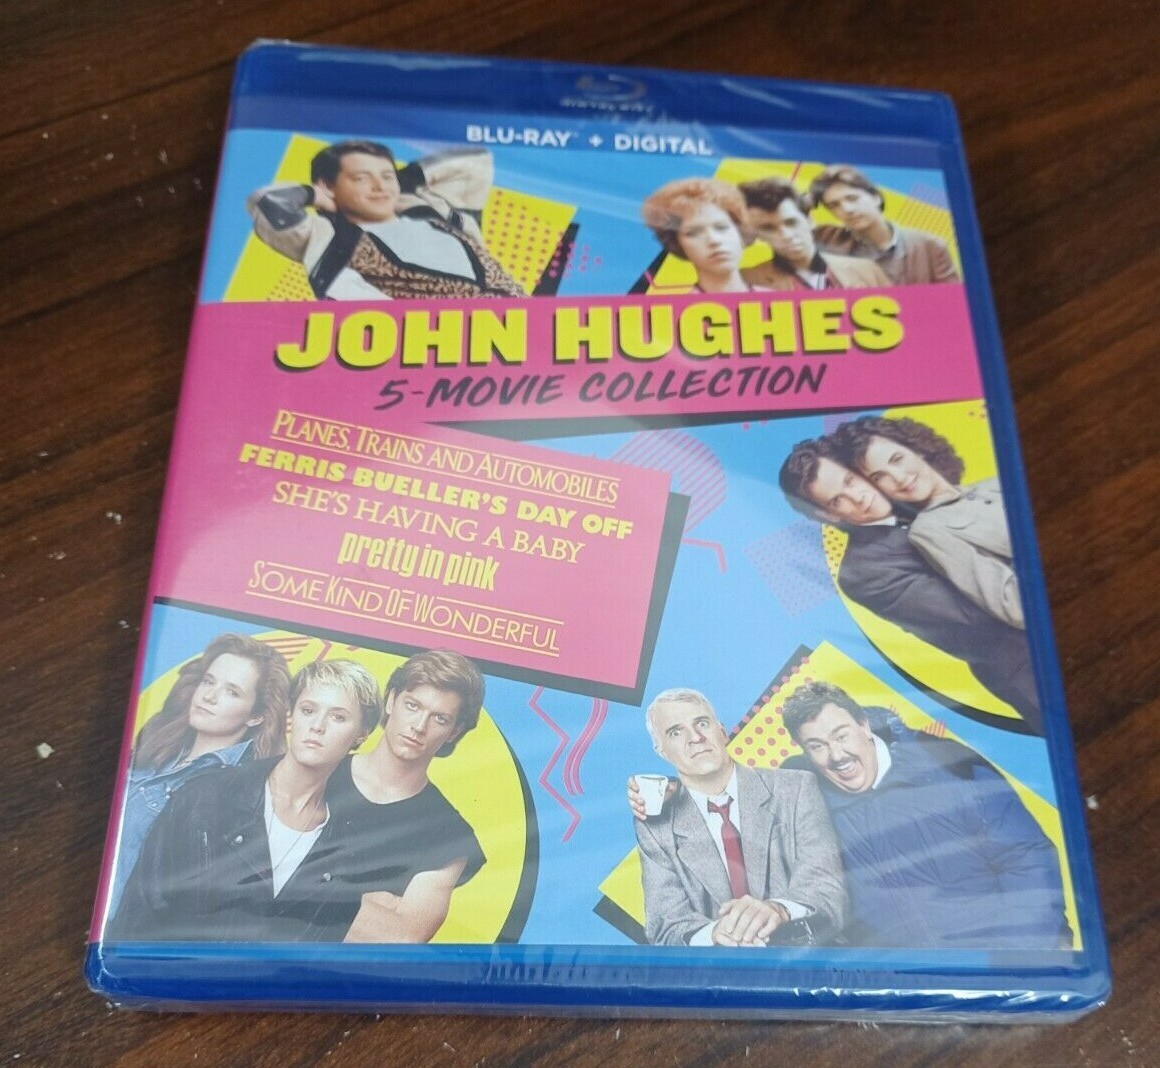 BLU-RAY + DIGITAL
JOHN HUGHES
5-MOVIE COLLECTION
PLANES, TRAINS AND AUTOMOBILES
FERRIS BUELLER'S DAY OFF
SHE'S HAVING A BABY
pretty in pink
SOME KIND OF WONDERFUL